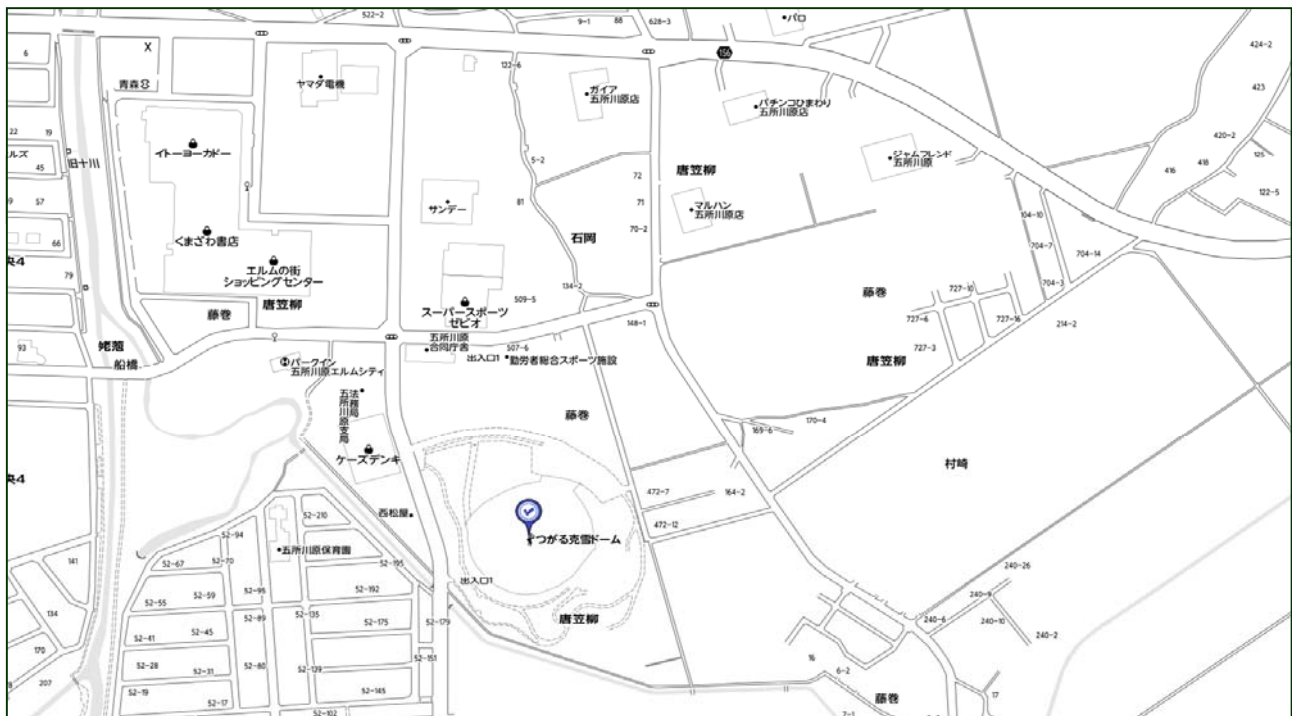 522-2
9-1
88
628-3
パロ
424-2
6
X
156
122-6
青森
ヤマダ電機
ガイア
五所川原店
パチンコひまわり
五所川原店
423
22
19
ルズ
45
旧十川
イトーヨーカドー
5-2
唐笠柳
ジャムフレンド
五所川原
420-2
418
416
125
122-5
72
57
サンデー
81
71
マルハン
五所川原店
104-10
66
くまざわ書店
石岡
70-2
704-7
704-14
央4
79
エルムの街
ショッピングセンター
134-2
704-3
唐笠柳
藤巻
スーパースポーツ
ゼビオ
509-5
148-1
藤巻
727-10
727-6
727-16
214-2
727-3
93
姥萢
船橋
五所川原
合同庁舎
出入口1
507-6
勤労者総合スポーツ施設
唐笠柳
パークイン
五所川原エルムシティ
法務局
五所川原支局
藤巻
170-4
169-6
ケーズデンキ
村崎
央4
472-7
164-2
西松屋
52-210
472-12
つがる克雪ドーム
52-94
五所川原保育園
141
52-67
52-70
52-195
出入口1
240-26
52-55
52-59
52-95
52-192
240-9
134
52-89
52-135
52-175
52-179
唐笠柳
240-6
240-10
240-2
52-41
52-45
170
52-28
52-31
52-80
52-139
52-151
16
6-2
207
52-19
52-17
52-145
藤巻
17
52-102
7-1